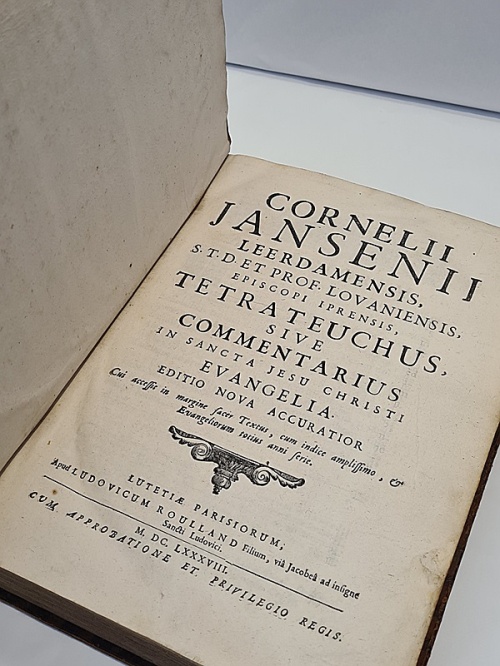 CORNELII
JANSENIJ
LEERDAMENSIS,
S.T.D. ET PROF. LOVANIENSIS,
EPISCOPI IPRENSIS,
TETRATEUCHUS,
SIVE
COMMENTARIUS
IN SANCTA JESU CHRISTI
EVANGELIA.
EDITIO NOVA ACCURATIOR
Cui accessit in margine sacer Textus, cum indice amplissimo, &
Evangeliorum totius anni serie.
LUTETIÆ PARISIORUM,
Apud LUDOVICUM ROULLAND Filium, viâ Jacobeâ ad insigne
Sancti Ludovici.
M. DC. LXXXVIII.
CUM APPROBATIONE ET PRIVILEGIO REGIS.